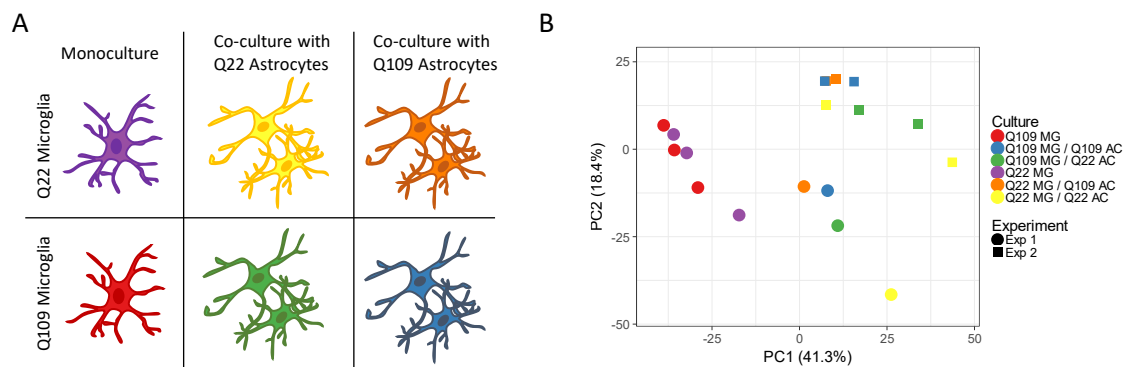 A
Monoculture
Co-culture with
Q22 Astrocytes
Co-culture with
Q109 Astrocytes
Q22 Microglia
Q109 Microglia
B
PC2 (18.4%)
25
0
-25
-50
-25
0
25
50
PC1 (41.3%)
Culture
Q109 MG
Q109 MG / Q109 AC
Q109 MG / Q22 AC
Q22 MG
Q22 MG / Q109 AC
Q22 MG / Q22 AC
Experiment
Exp 1
Exp 2